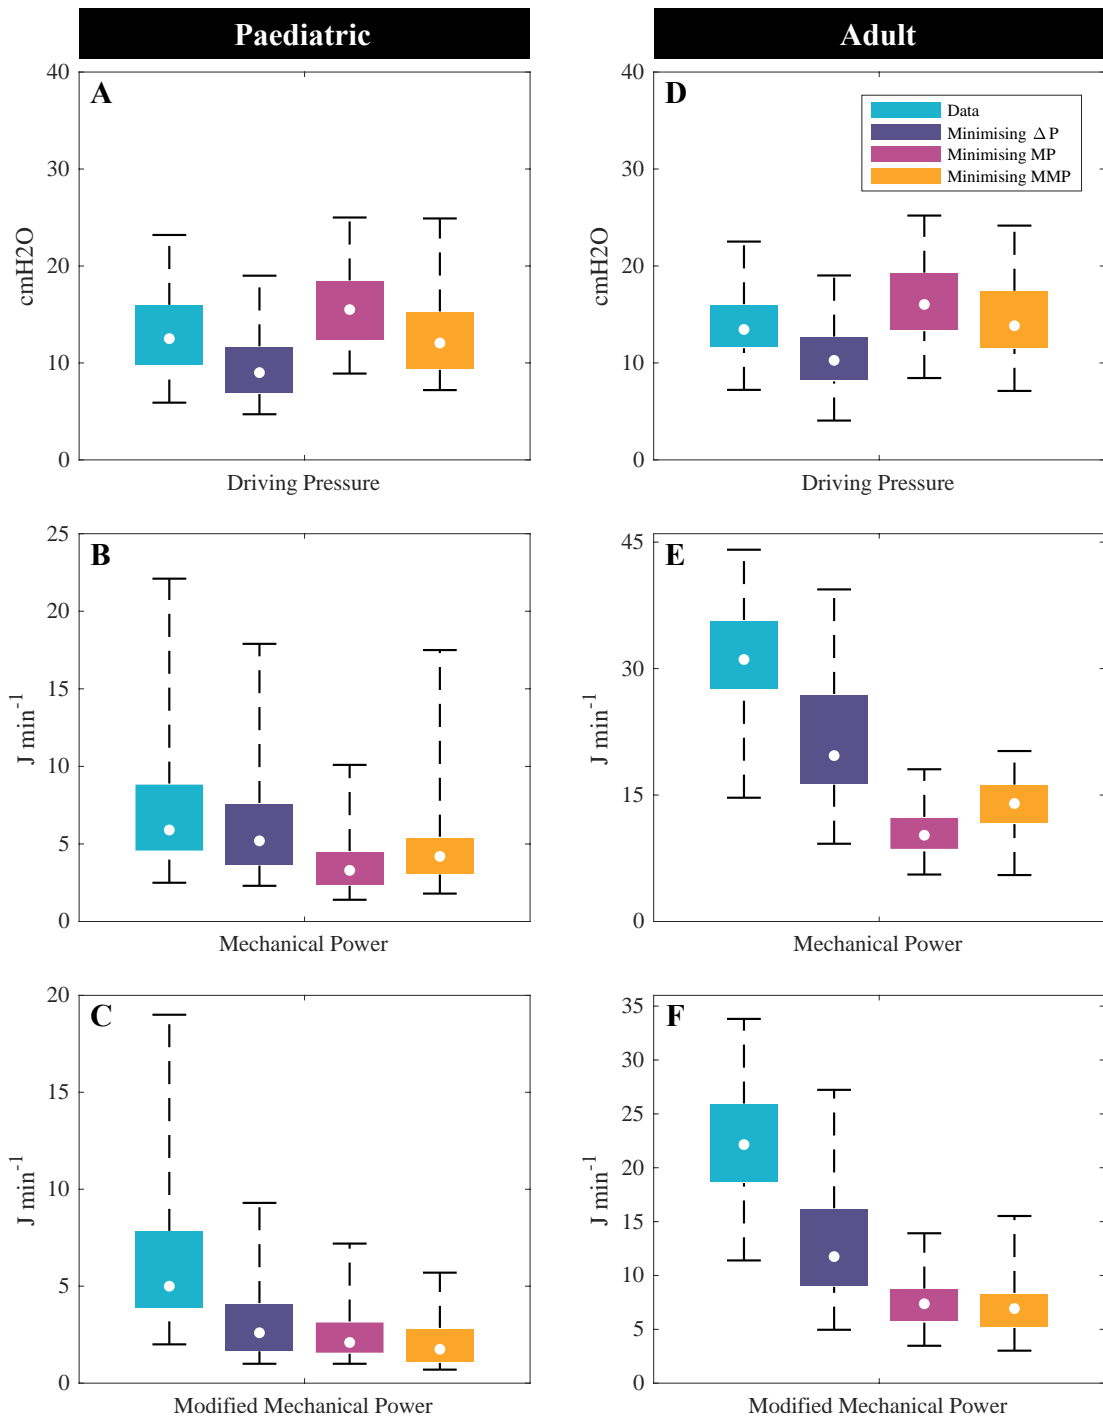 Paediatric
Adult
A
40
30
20
10
0
cmH2O
Driving Pressure
D
40
30
20
10
0
cmH2O
Driving Pressure
Data
Minimising Δ P
Minimising MP
Minimising MMP
B
25
20
15
10
5
0
J min-1
Mechanical Power
E
45
30
15
0
J min-1
Mechanical Power
C
20
15
10
5
0
J min-1
Modified Mechanical Power
F
35
30
25
20
15
10
5
0
J min-1
Modified Mechanical Power